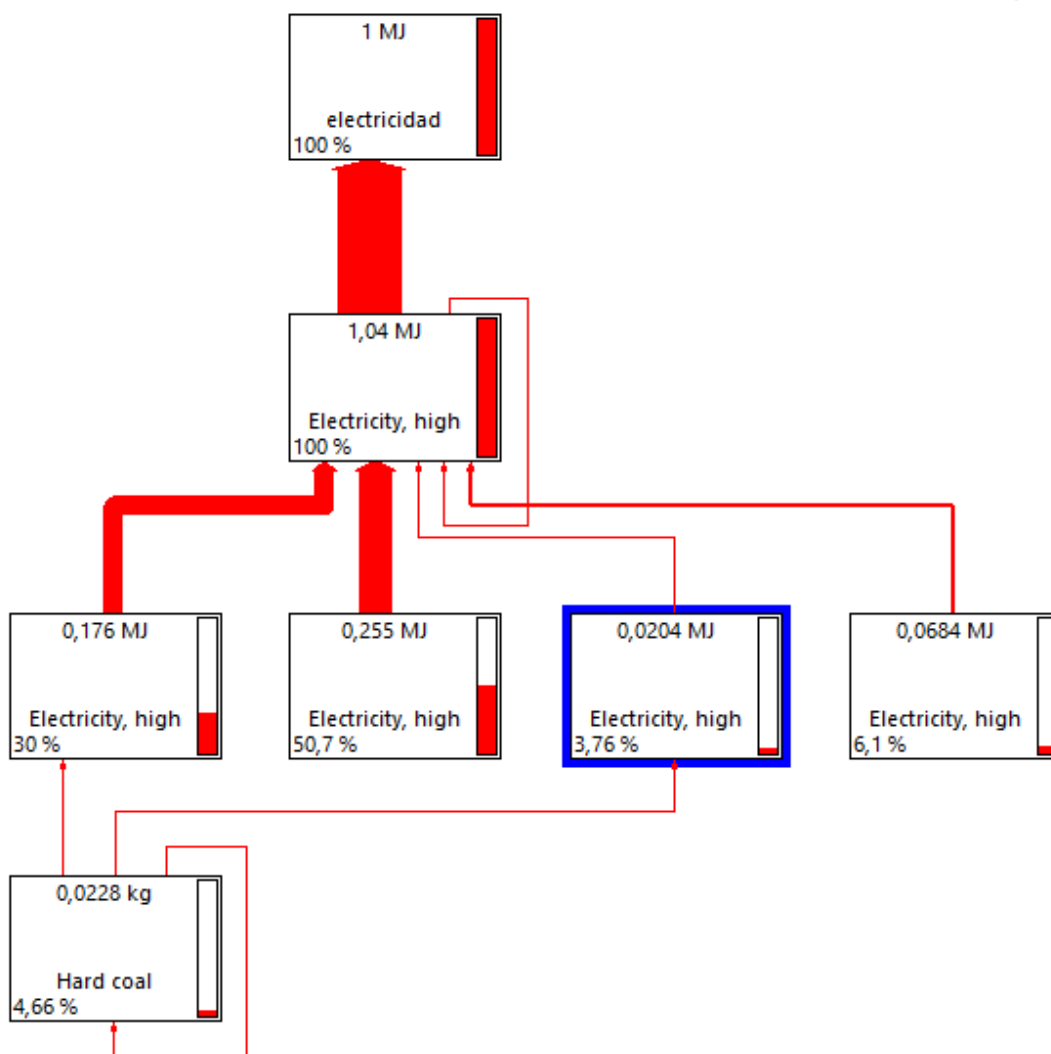 1 MJ
electricidad
100 %
1,04 MJ
Electricity, high
100 %
0,176 MJ
Electricity, high
30 %
0,255 MJ
Electricity, high
50,7 %
0,0204 MJ
Electricity, high
3,76 %
0,0684 MJ
Electricity, high
6,1 %
0,0228 kg
Hard coal
4,66 %